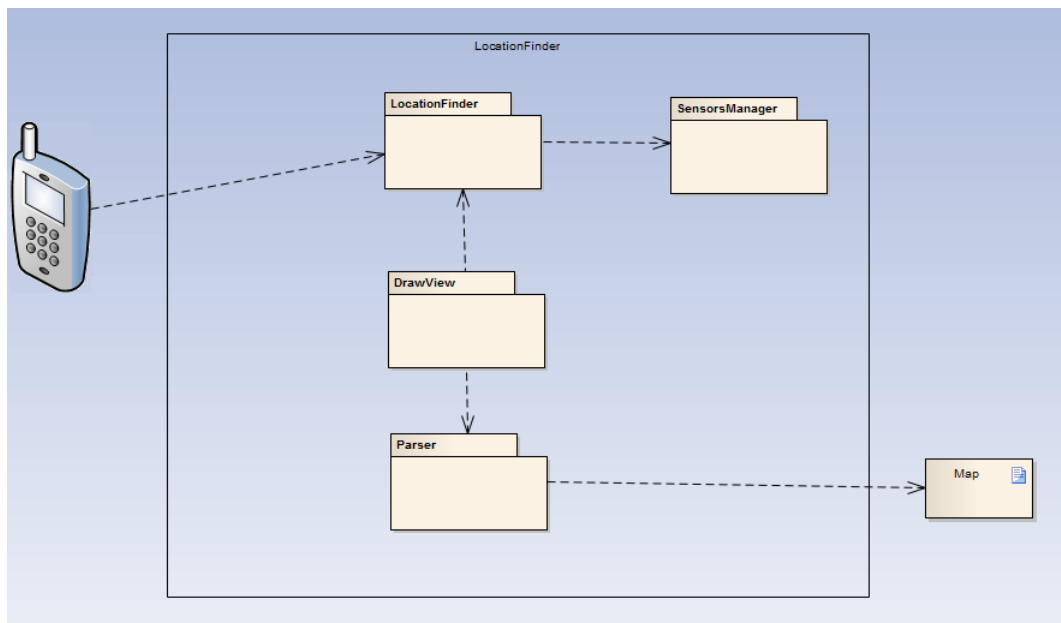 LocationFinder
LocationFinder
SensorsManager
DrawView
Parser
Map